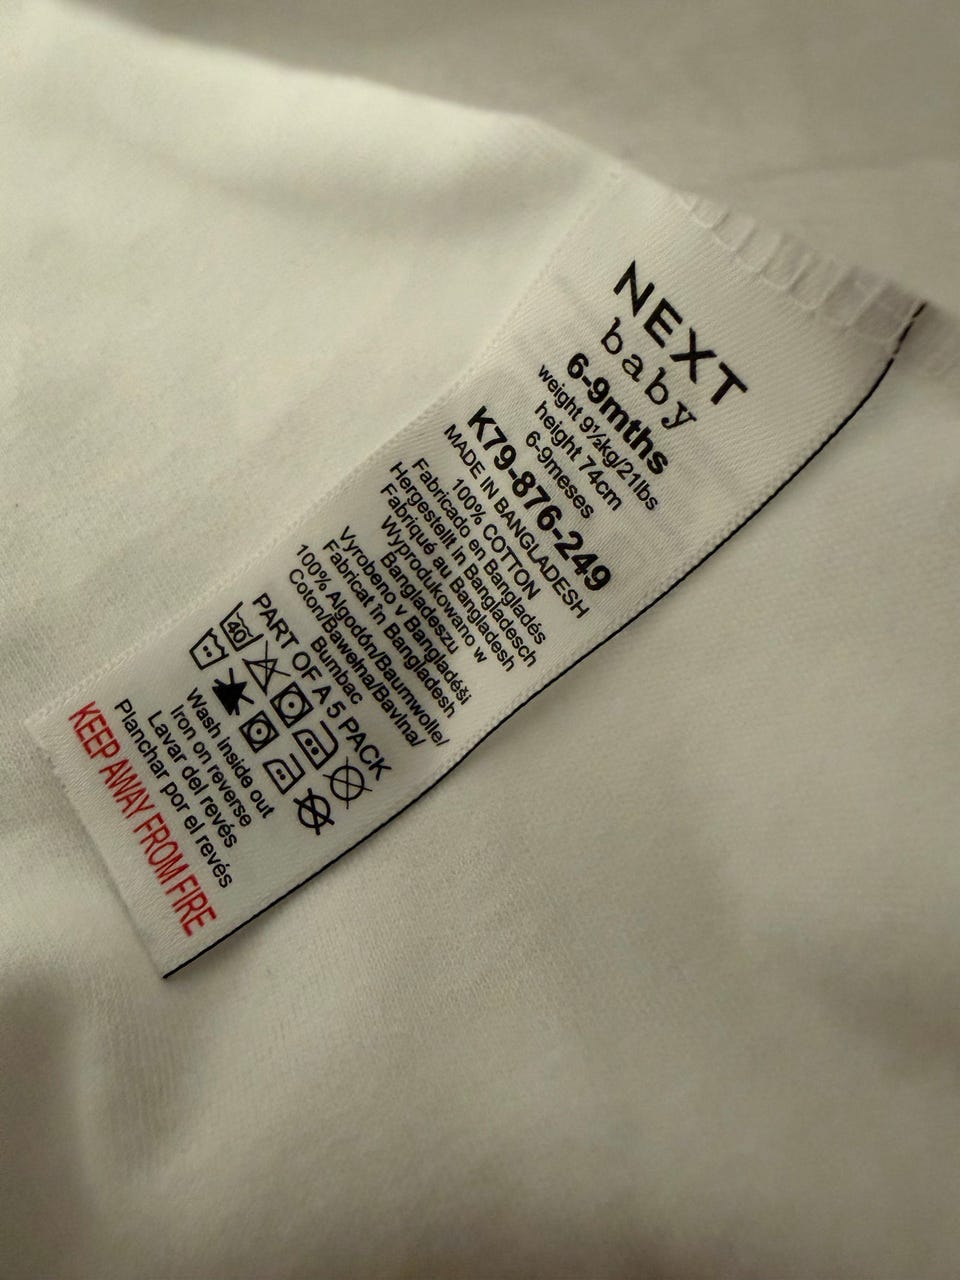 NEXT
baby
6-9mths
weight 9½kg/21lbs
height 74cm
6-9meses
K79-876-249
MADE IN BANGLADESH
100% COTTON
Fabricado en Bangladés
Hergestellt in Bangladesch
Fabriqué au Bangladesh
Wyprodukowano w
Bangladeszu
Vyrobeno v Bangladéši
Fabricat în Bangladesh
100% Algodón/Baumwolle/
Coton/Bawełna/Bavlna/
Bumbac
PART OF A 5 PACK
40
Wash inside out
Iron on reverse
Lavar del revés
Planchar por el revés
KEEP AWAY FROM FIRE